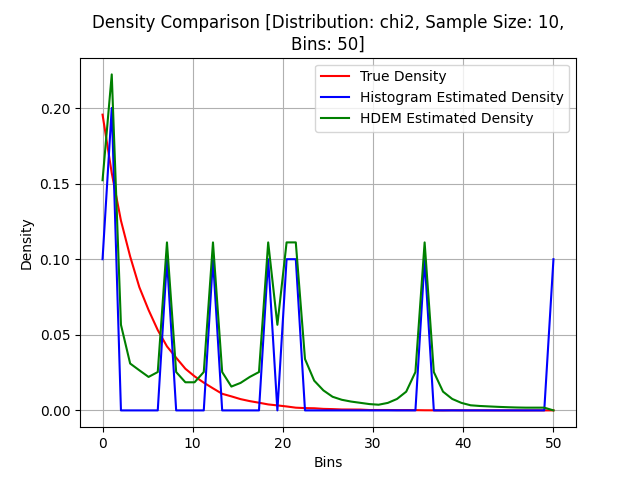 Density Comparison [Distribution: chi2, Sample Size: 10,
Bins: 50]
True Density
Histogram Estimated Density
HDEM Estimated Density
Density
0.20
0.15
0.10
0.05
0.00
0 10 20 30 40 50
Bins